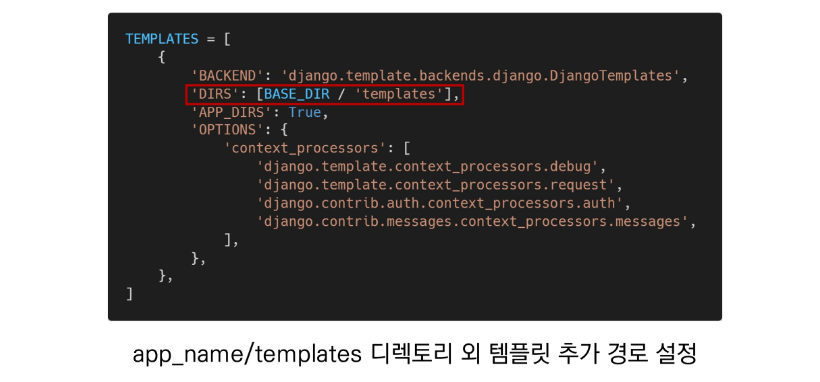 TEMPLATES = [
    {
        'BACKEND': 'django.template.backends.django.DjangoTemplates',
        'DIRS': [BASE_DIR / 'templates'],
        'APP_DIRS': True,
        'OPTIONS': {
            'context_processors': [
                'django.template.context_processors.debug',
                'django.template.context_processors.request',
                'django.contrib.auth.context_processors.auth',
                'django.contrib.messages.context_processors.messages',
            ],
        },
    },
]
app_name/templates 디렉토리 외 템플릿 추가 경로 설정